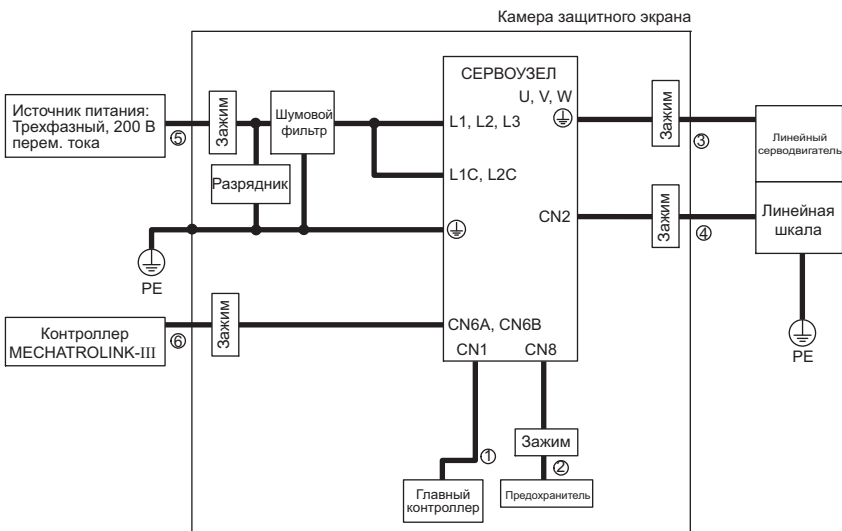 Камера защитного экрана
СЕРВОУЗЕЛ
U, V, W
Источник питания:
Трехфазный, 200 В
перем. тока
⑤
Зажим
Шумовой
фильтр
L1, L2, L3
Зажим
③
Линейный
серводвигатель
Разрядник
L1C, L2C
CN2
Зажим
④
Линейная
шкала
PE
PE
Контроллер
MECHATROLINK-III
⑥
Зажим
CN6A, CN6B
CN1
CN8
Зажим
①
②
Главный
контроллер
Предохранитель